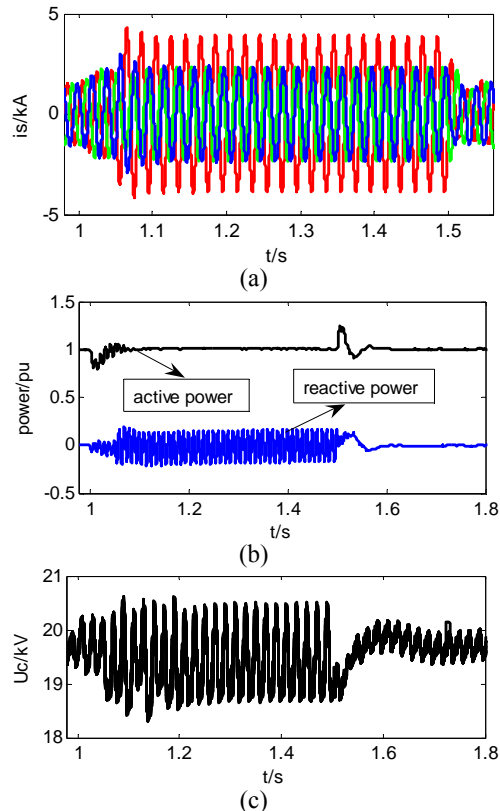 5
0
-5
is/kA
1 1.1 1.2 1.3 1.4 1.5
t/s
(a)
1.5
1
0.5
0
-0.5
power/pu
active power
reactive power
1 1.2 1.4 1.6 1.8
t/s
(b)
21
20
19
18
Uc/kV
1 1.2 1.4 1.6 1.8
t/s
(c)